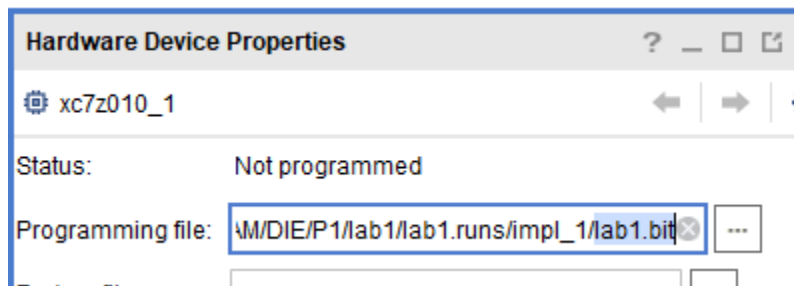 Hardware Device Properties ?
xc7z010_1
Status: Not programmed
Programming file: M/DIE/P1/lab1/lab1.runs/impl_1/lab1.bit ...